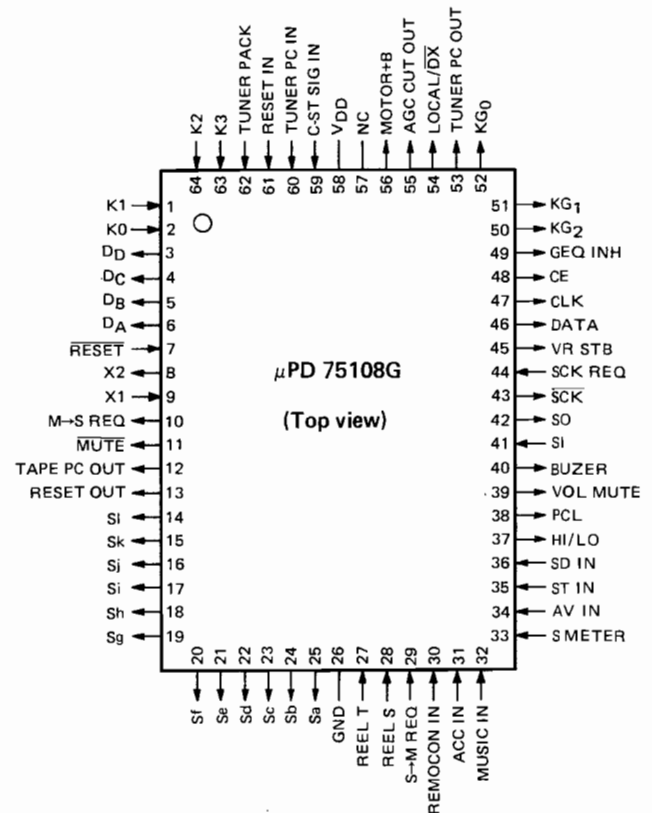 K2
K3
TUNER PACK
RESET IN
TUNER PC IN
C-ST SIG IN
VDD
NC
MOTOR+B
AGC CUT OUT
LOCAL/DX
TUNER PC OUT
KG0
64 63 62 61 60 59 58 57 56 55 54 53 52
K1 1
K0 2
DD 3
DC 4
DB 5
DA 6
RESET 7
X2 8
X1 9
M→S REQ 10
MUTE 11
TAPE PC OUT 12
RESET OUT 13
Sl 14
Sk 15
Sj 16
Si 17
Sh 18
Sg 19
μPD 75108G
(Top view)
51 KG1
50 KG2
49 GEQ INH
48 CE
47 CLK
46 DATA
45 VR STB
44 SCK REQ
43 SCK
42 SO
41 SI
40 BUZER
39 VOL MUTE
38 PCL
37 HI/LO
36 SD IN
35 ST IN
34 AV IN
33 SMETER
20 21 22 23 24 25 26 27 28 29 30 31 32
Sf
Se
Sd
Sc
Sb
Sa
GND
REEL T
REEL S
S→M REQ
REMOCON IN
ACC IN
MUSIC IN